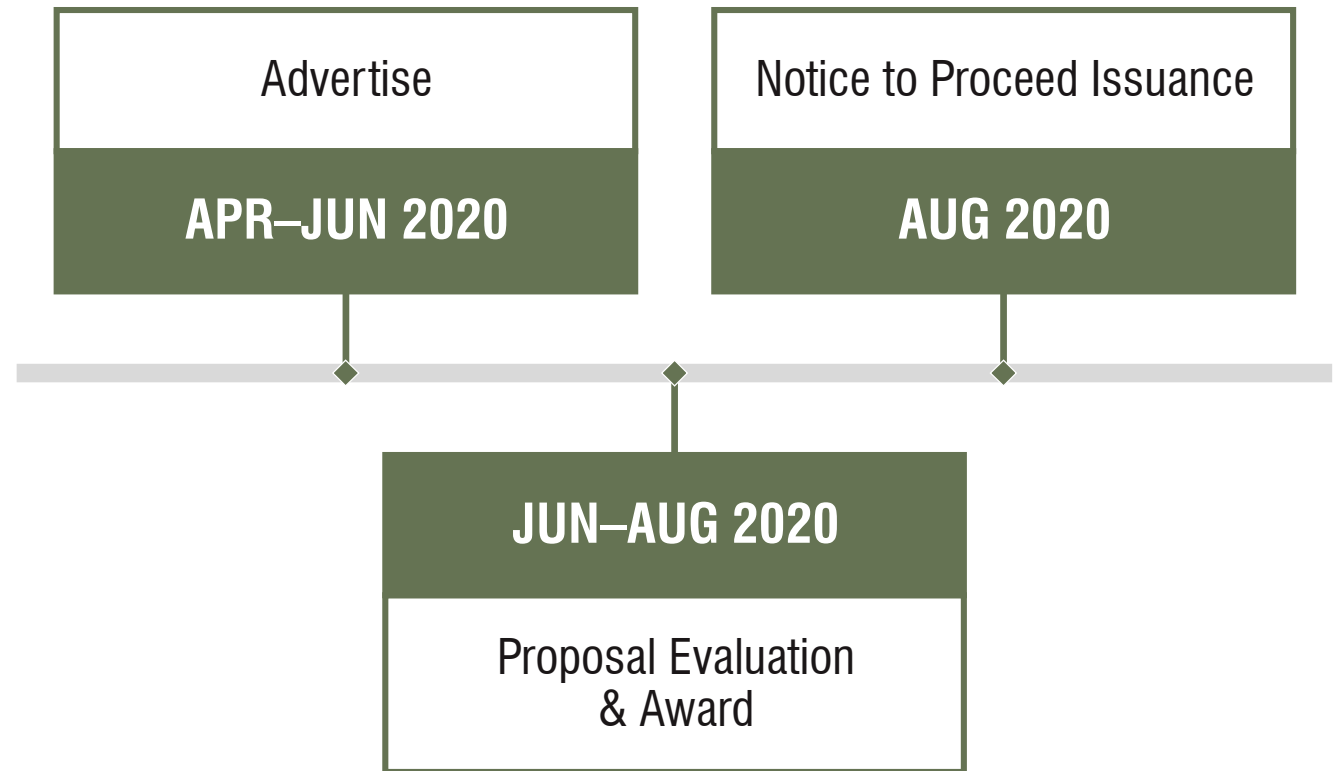 Advertise
APR–JUN 2020
Notice to Proceed Issuance
AUG 2020
JUN–AUG 2020
Proposal Evaluation
& Award